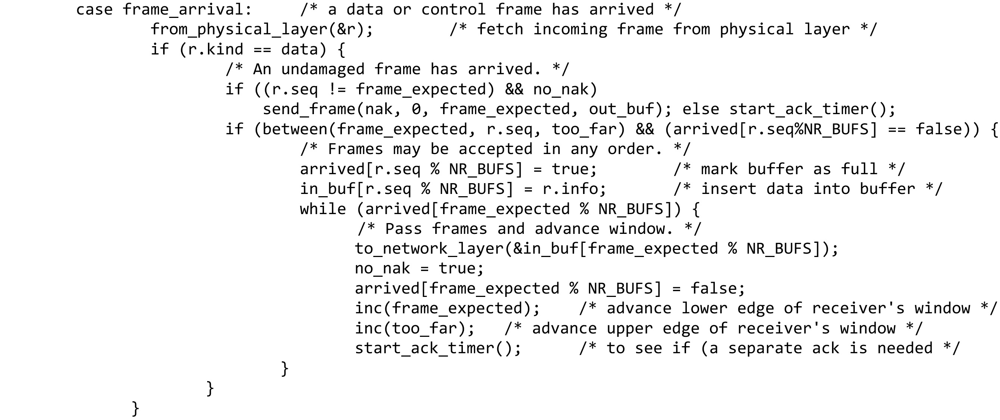 case frame_arrival:     /* a data or control frame has arrived */
        from_physical_layer(&r);        /* fetch incoming frame from physical layer */
        if (r.kind == data) {
                /* An undamaged frame has arrived. */
                if ((r.seq != frame_expected) && no_nak)
                    send_frame(nak, 0, frame_expected, out_buf); else start_ack_timer();
                if (between(frame_expected, r.seq, too_far) && (arrived[r.seq%NR_BUFS] == false)) {
                        /* Frames may be accepted in any order. */
                        arrived[r.seq % NR_BUFS] = true;        /* mark buffer as full */
                        in_buf[r.seq % NR_BUFS] = r.info;       /* insert data into buffer */
                        while (arrived[frame_expected % NR_BUFS]) {
                              /* Pass frames and advance window. */
                              to_network_layer(&in_buf[frame_expected % NR_BUFS]);
                              no_nak = true;
                              arrived[frame_expected % NR_BUFS] = false;
                              inc(frame_expected);    /* advance lower edge of receiver's window */
                              inc(too_far);   /* advance upper edge of receiver's window */
                              start_ack_timer();      /* to see if (a separate ack is needed */
                      }
              }
      }